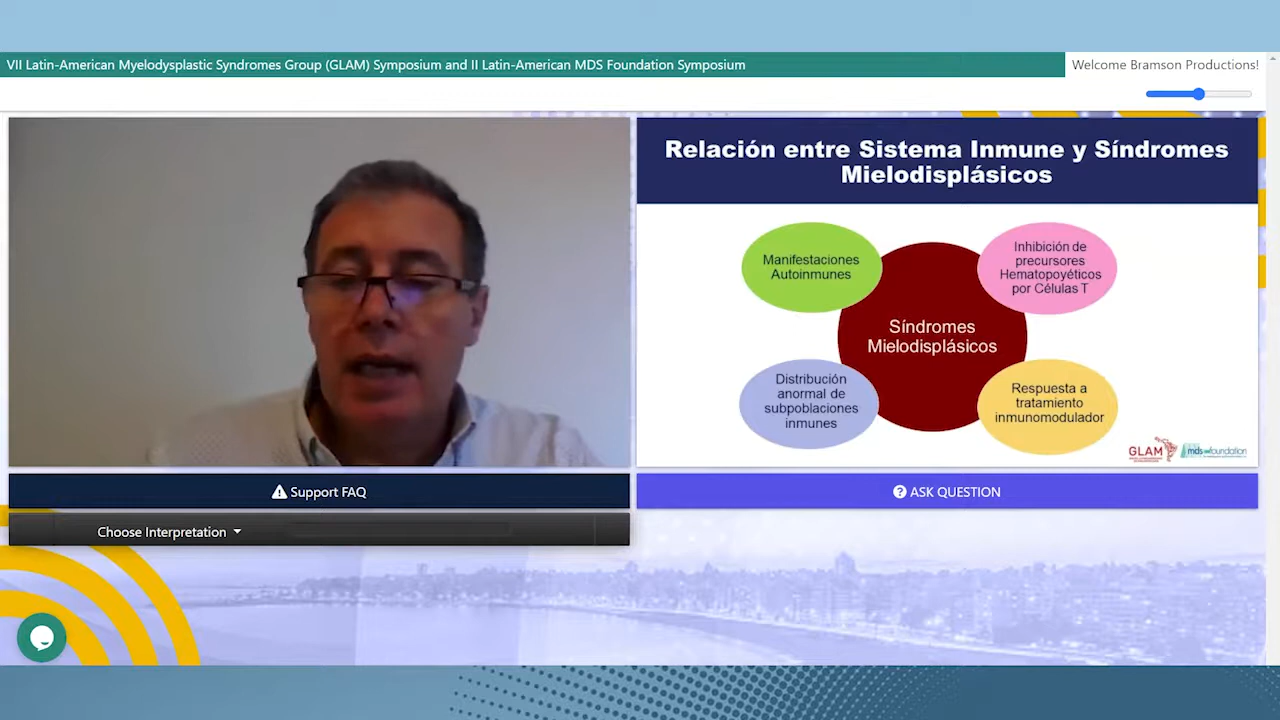 VII Latin-American Myelodysplastic Syndromes Group (GLAM) Symposium and II Latin-American MDS Foundation Symposium
Welcome Bramson Productions!
Relación entre Sistema Inmune y Síndromes
Mielodisplásicos
Manifestaciones
Autoinmunes
Inhibición de
precursores
Hematopoyéticos
por Células T
Síndromes
Mielodisplásicos
Distribución
anormal de
subpoblaciones
inmunes
Respuesta a
tratamiento
inmunomodulador
GLAM
mds foundation
Support FAQ
ASK QUESTION
Choose Interpretation